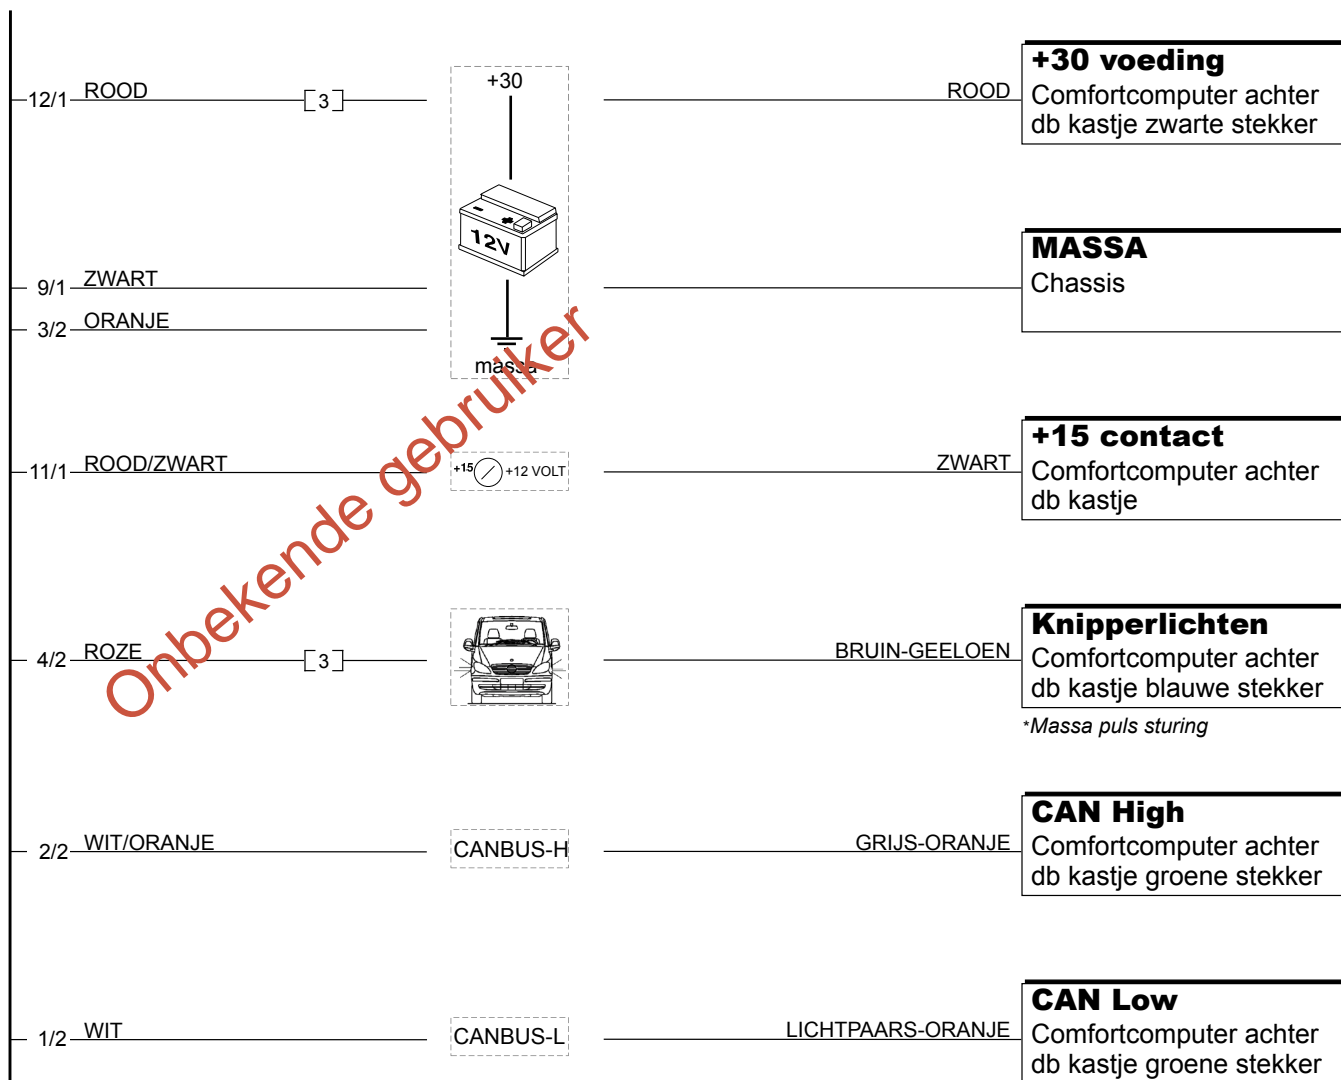 +30 voeding
12/1 ROOD [3] +30 ROOD Comfortcomputer achter
db kastje zwarte stekker
12V
MASSA
9/1 ZWART Chassis
3/2 ORANJE
massa
+15 contact
11/1 ROOD/ZWART +15 +12 VOLT ZWART Comfortcomputer achter
db kastje
Onbekende gebruiker
Knipperlichten
4/2 ROZE [3] BRUIN-GEELOEN Comfortcomputer achter
db kastje blauwe stekker
*Massa puls sturing
CAN High
2/2 WIT/ORANJE CANBUS-H GRIJS-ORANJE Comfortcomputer achter
db kastje groene stekker
CAN Low
1/2 WIT CANBUS-L LICHTPAARS-ORANJE Comfortcomputer achter
db kastje groene stekker